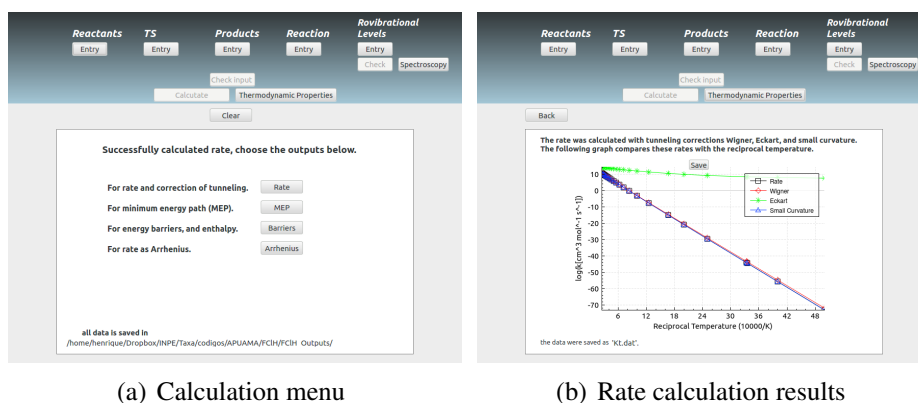 Reactants TS Products Reaction Rovibrational Levels
Entry Entry Entry Entry Entry
Check Spectroscopy
Check input
Calcutate Thermodynamic Properties
Clear
Successfully calculated rate, choose the outputs below.
For rate and correction of tunneling. Rate
For minimum energy path (MEP). MEP
For energy barriers, and enthalpy. Barriers
For rate as Arrhenius. Arrhenius
all data is saved in
/home/henrique/Dropbox/INPE/Taxa/codigos/APUAMA/FClH/FClH Outputs/
(a) Calculation menu
Reactants TS Products Reaction Rovibrational Levels
Entry Entry Entry Entry Entry
Check Spectroscopy
Check input
Calcutate Thermodynamic Properties
Back
The rate was calculated with tunneling corrections Wigner, Eckart, and small curvature.
The following graph compares these rates with the reciprocal temperature.
Save
Rate
Wigner
Eckart
Small Curvature
log(k[cm^3 mol^-1 s^-1])
10
0
-10
-20
-30
-40
-50
-60
-70
6 12 18 24 30 36 42 48
Reciprocal Temperature (10000/K)
the data were saved as 'Kt.dat'.
(b) Rate calculation results